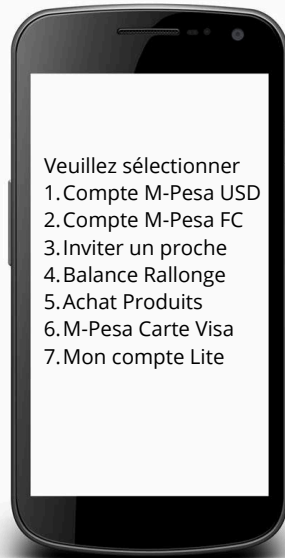 Veuillez sélectionner
1.Compte M-Pesa USD
2.Compte M-Pesa FC
3.Inviter un proche
4.Balance Rallonge
5.Achat Produits
6.M-Pesa Carte Visa
7.Mon compte Lite